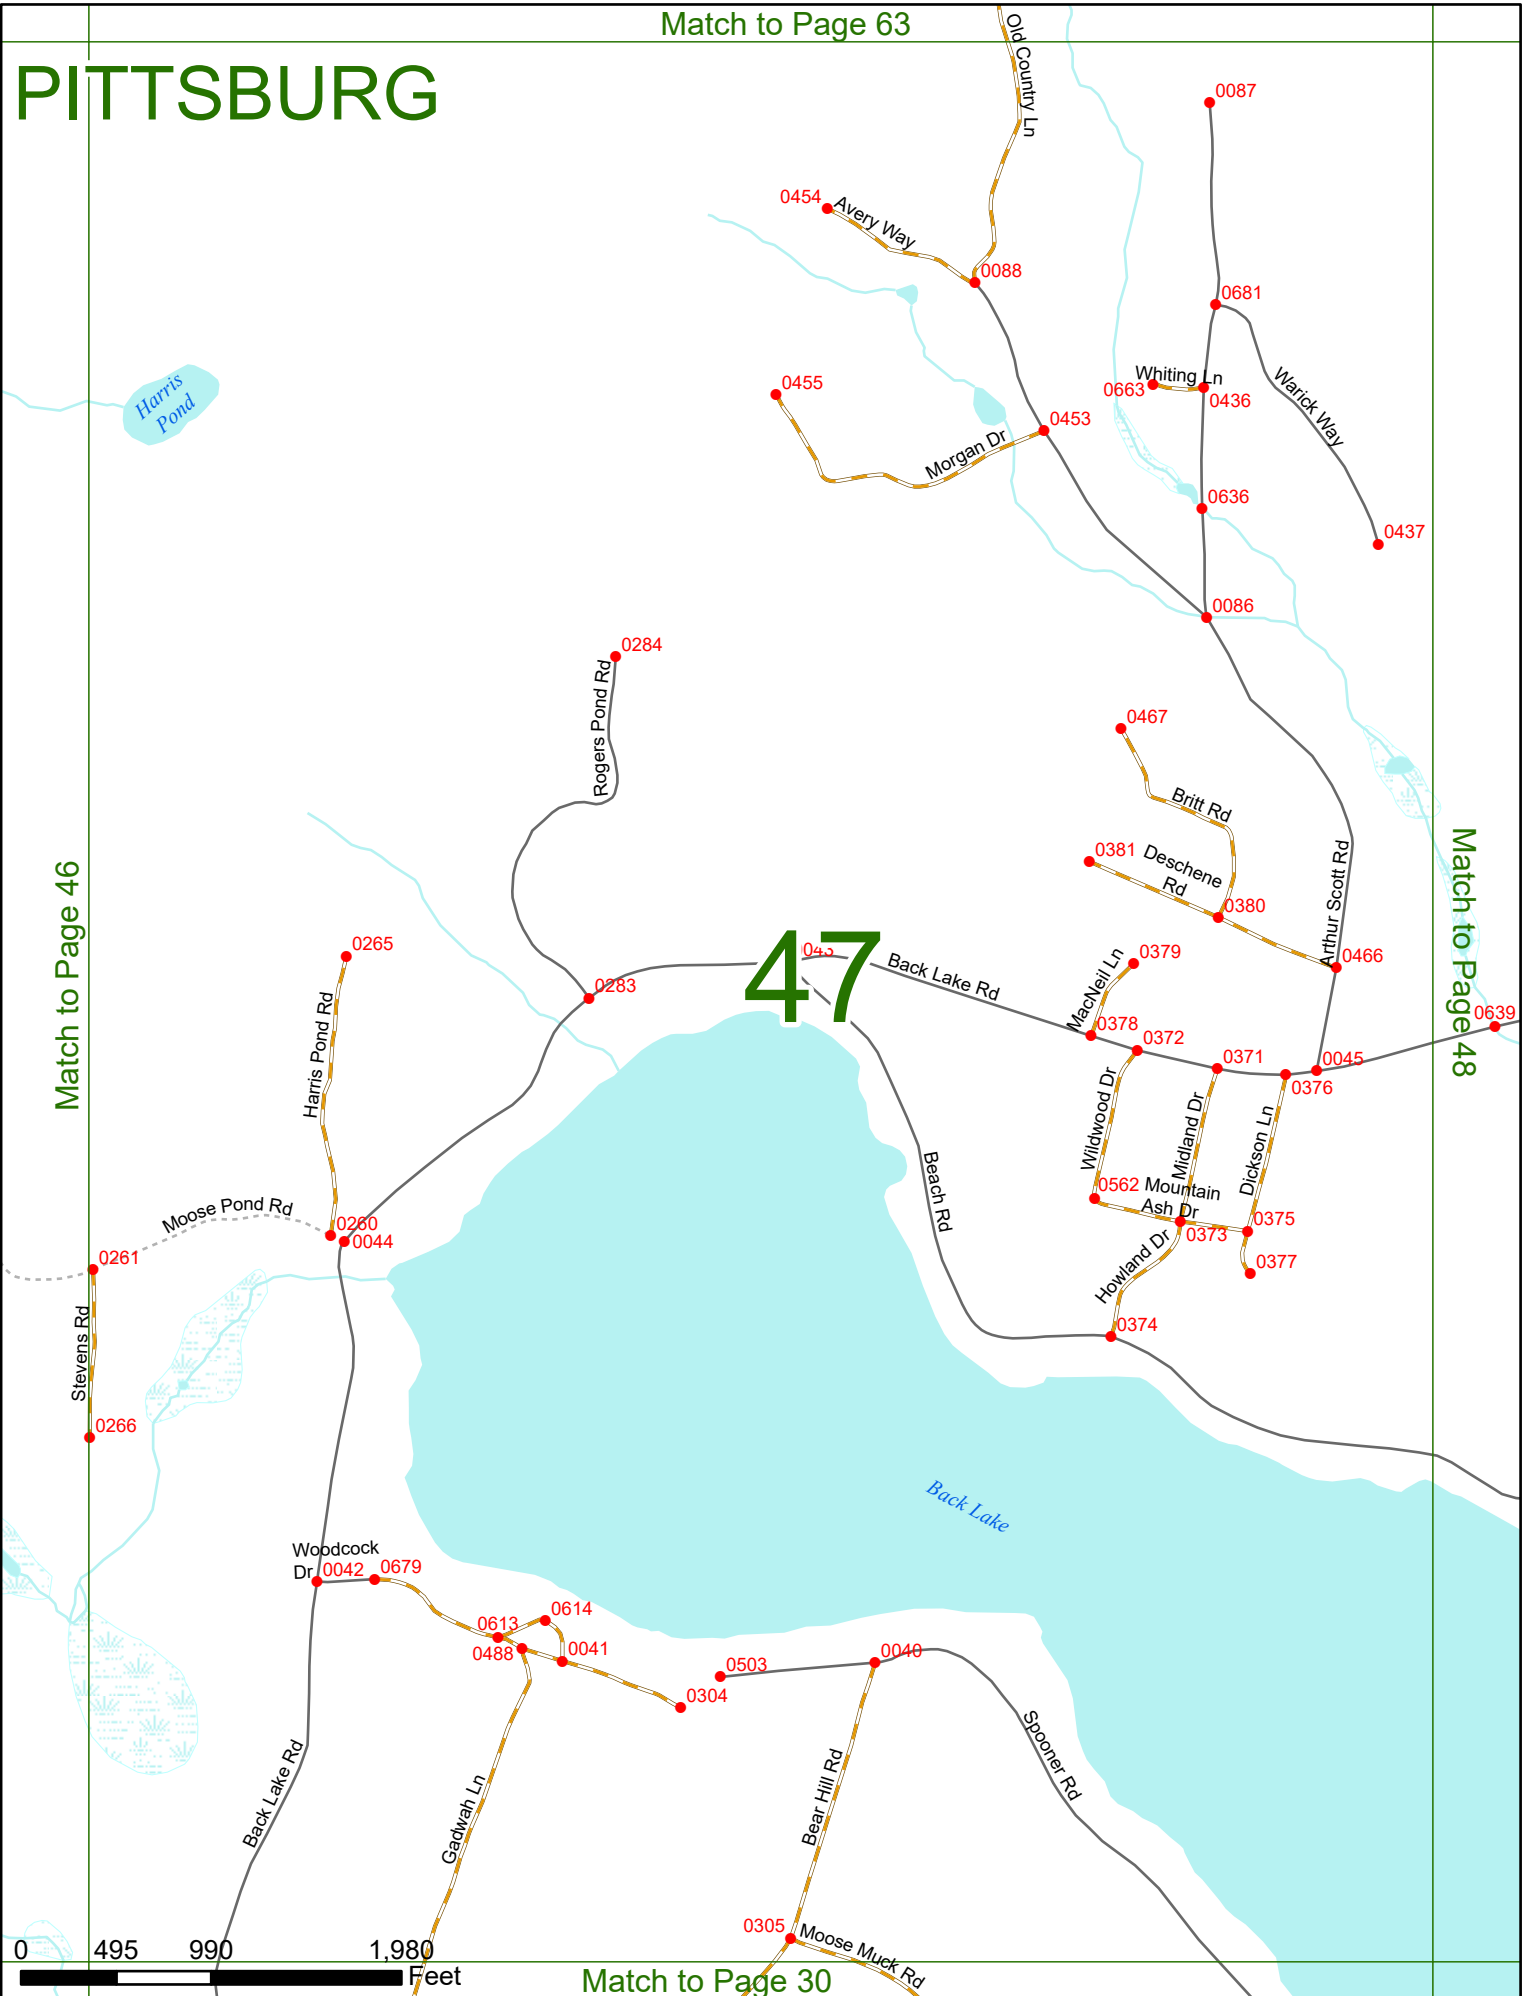 Match to Page 63
PITTSBURG
Old Country Ln
0087
0454
Avery Way
0088
0681
Harris
Pond
0455
Whiting Ln
0663
0436
Warick Way
0453
Morgan Dr
0636
0437
0086
0284
Rogers Pond Rd
0467
Britt Rd
Match to Page 46
0381
Deschene
Rd
0380
Arthur Scott Rd
Match to Page 48
0265
47
0043
Back Lake Rd
MacNeil Ln
0379
0466
0283
Harris Pond Rd
0378
0372
0639
0371
0045
0376
Wildwood Dr
Midland Dr
Dickson Ln
Beach Rd
0562
Mountain
Ash Dr
Moose Pond Rd
0260
0044
0373
0375
0261
Howland Dr
0377
Stevens Rd
0374
0266
Back Lake
Woodcock
Dr
0042
0679
0614
0613
0488
0041
0503
0040
0304
Spooner Rd
Back Lake Rd
Gadwah Ln
Bear Hill Rd
0305
Moose Muck Rd
0 495 990 1,980
Feet
Match to Page 30